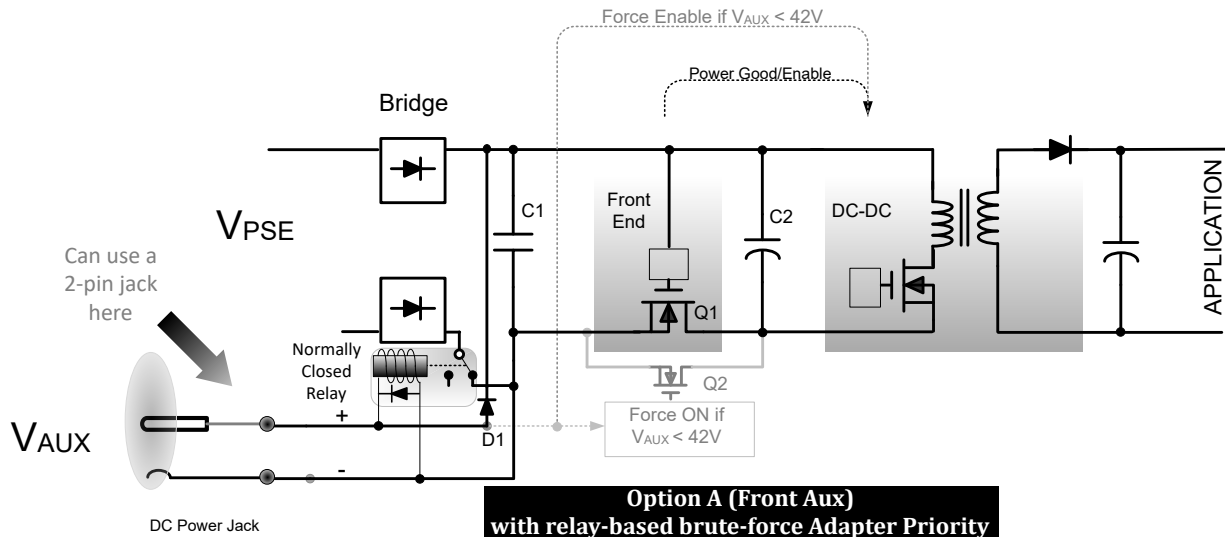 Force Enable if VAUX < 42V
Power Good/Enable
Bridge
VPSE
C1
Front
End
C2
DC-DC
APPLICATION
Can use a
2-pin jack
here
Q1
Normally
Closed
Relay
Q2
+
D1
Force ON if
VAUX < 42V
VAUX
-
DC Power Jack
Option A (Front Aux)
with relay-based brute-force Adapter Priority